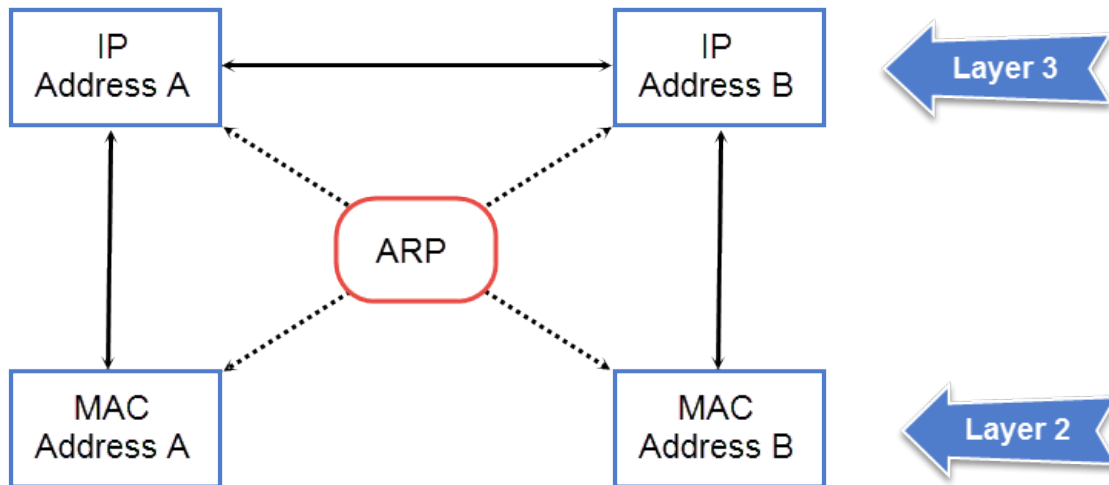 IP
Address A
IP
Address B
Layer 3
ARP
MAC
Address A
MAC
Address B
Layer 2